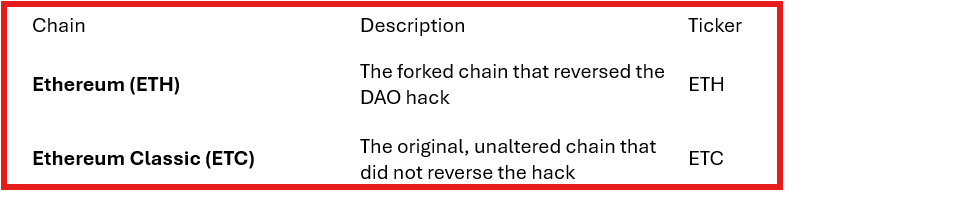 Chain Description Ticker
Ethereum (ETH) The forked chain that reversed the DAO hack ETH
Ethereum Classic (ETC) The original, unaltered chain that did not reverse the hack ETC